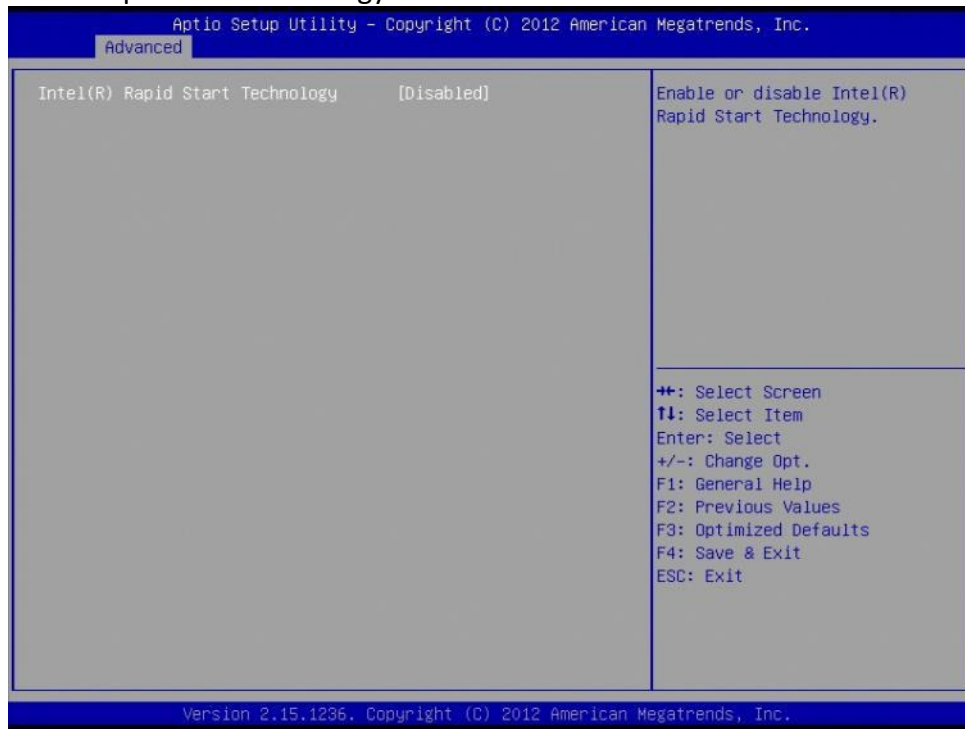 Aptio Setup Utility – Copyright (C) 2012 American Megatrends, Inc.
Advanced
Intel(R) Rapid Start Technology [Disabled]
Enable or disable Intel(R)
Rapid Start Technology.
→←: Select Screen
↑↓: Select Item
Enter: Select
+/-: Change Opt.
F1: General Help
F2: Previous Values
F3: Optimized Defaults
F4: Save & Exit
ESC: Exit
Version 2.15.1236. Copyright (C) 2012 American Megatrends, Inc.